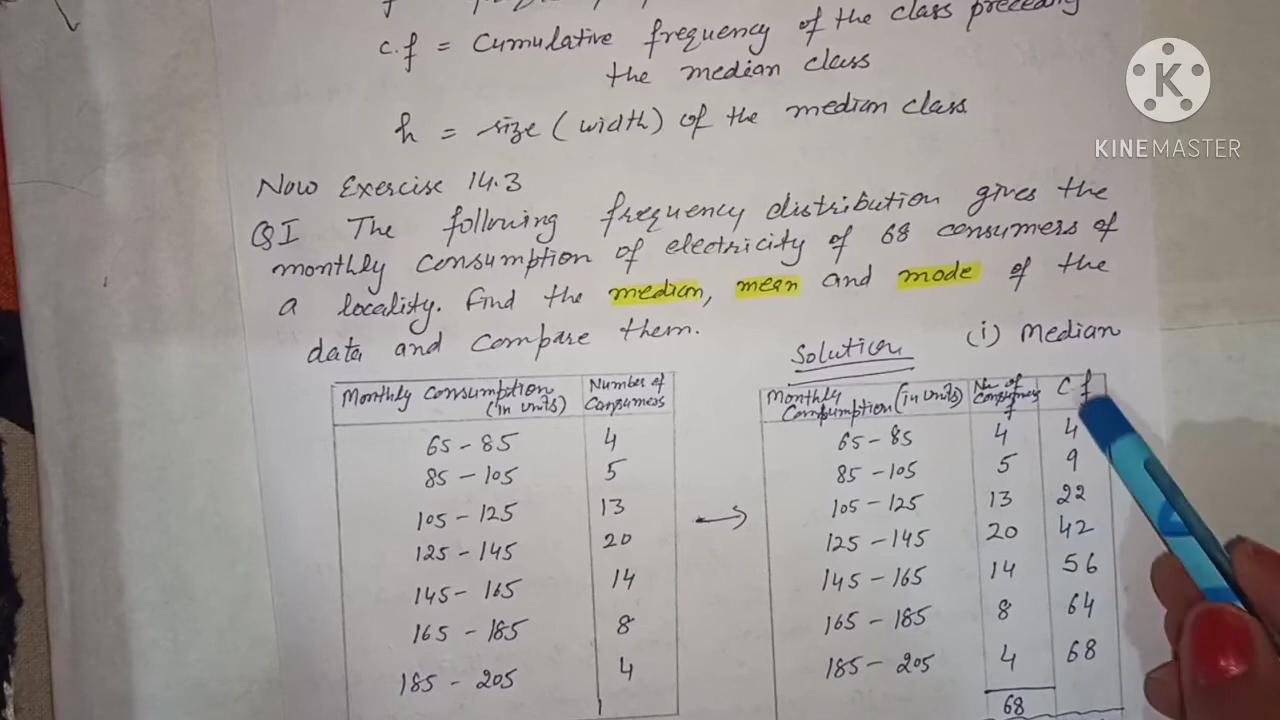 c.f = Cumulative frequency of the class preceding
the median class
h = size (width) of the median class.
Now Exercise 14.3
Q1 The following frequency distribution gives the
monthly consumption of electricity of 68 consumers of
a locality. Find the median, mean and mode of the
data and compare them.
Solution (i) Median
Monthly Consumption (in units) Number of Consumers
65 - 85 4
85 - 105 5
105 - 125 13
125 - 145 20
145 - 165 14
165 - 185 8
185 - 205 4
Monthly Consumption (in units) No of Consumers f C f
65 - 85 4 4
85 - 105 5 9
105 - 125 13 22
125 - 145 20 42
145 - 165 14 56
165 - 185 8 64
185 - 205 4 68
68
K
KINEMASTER